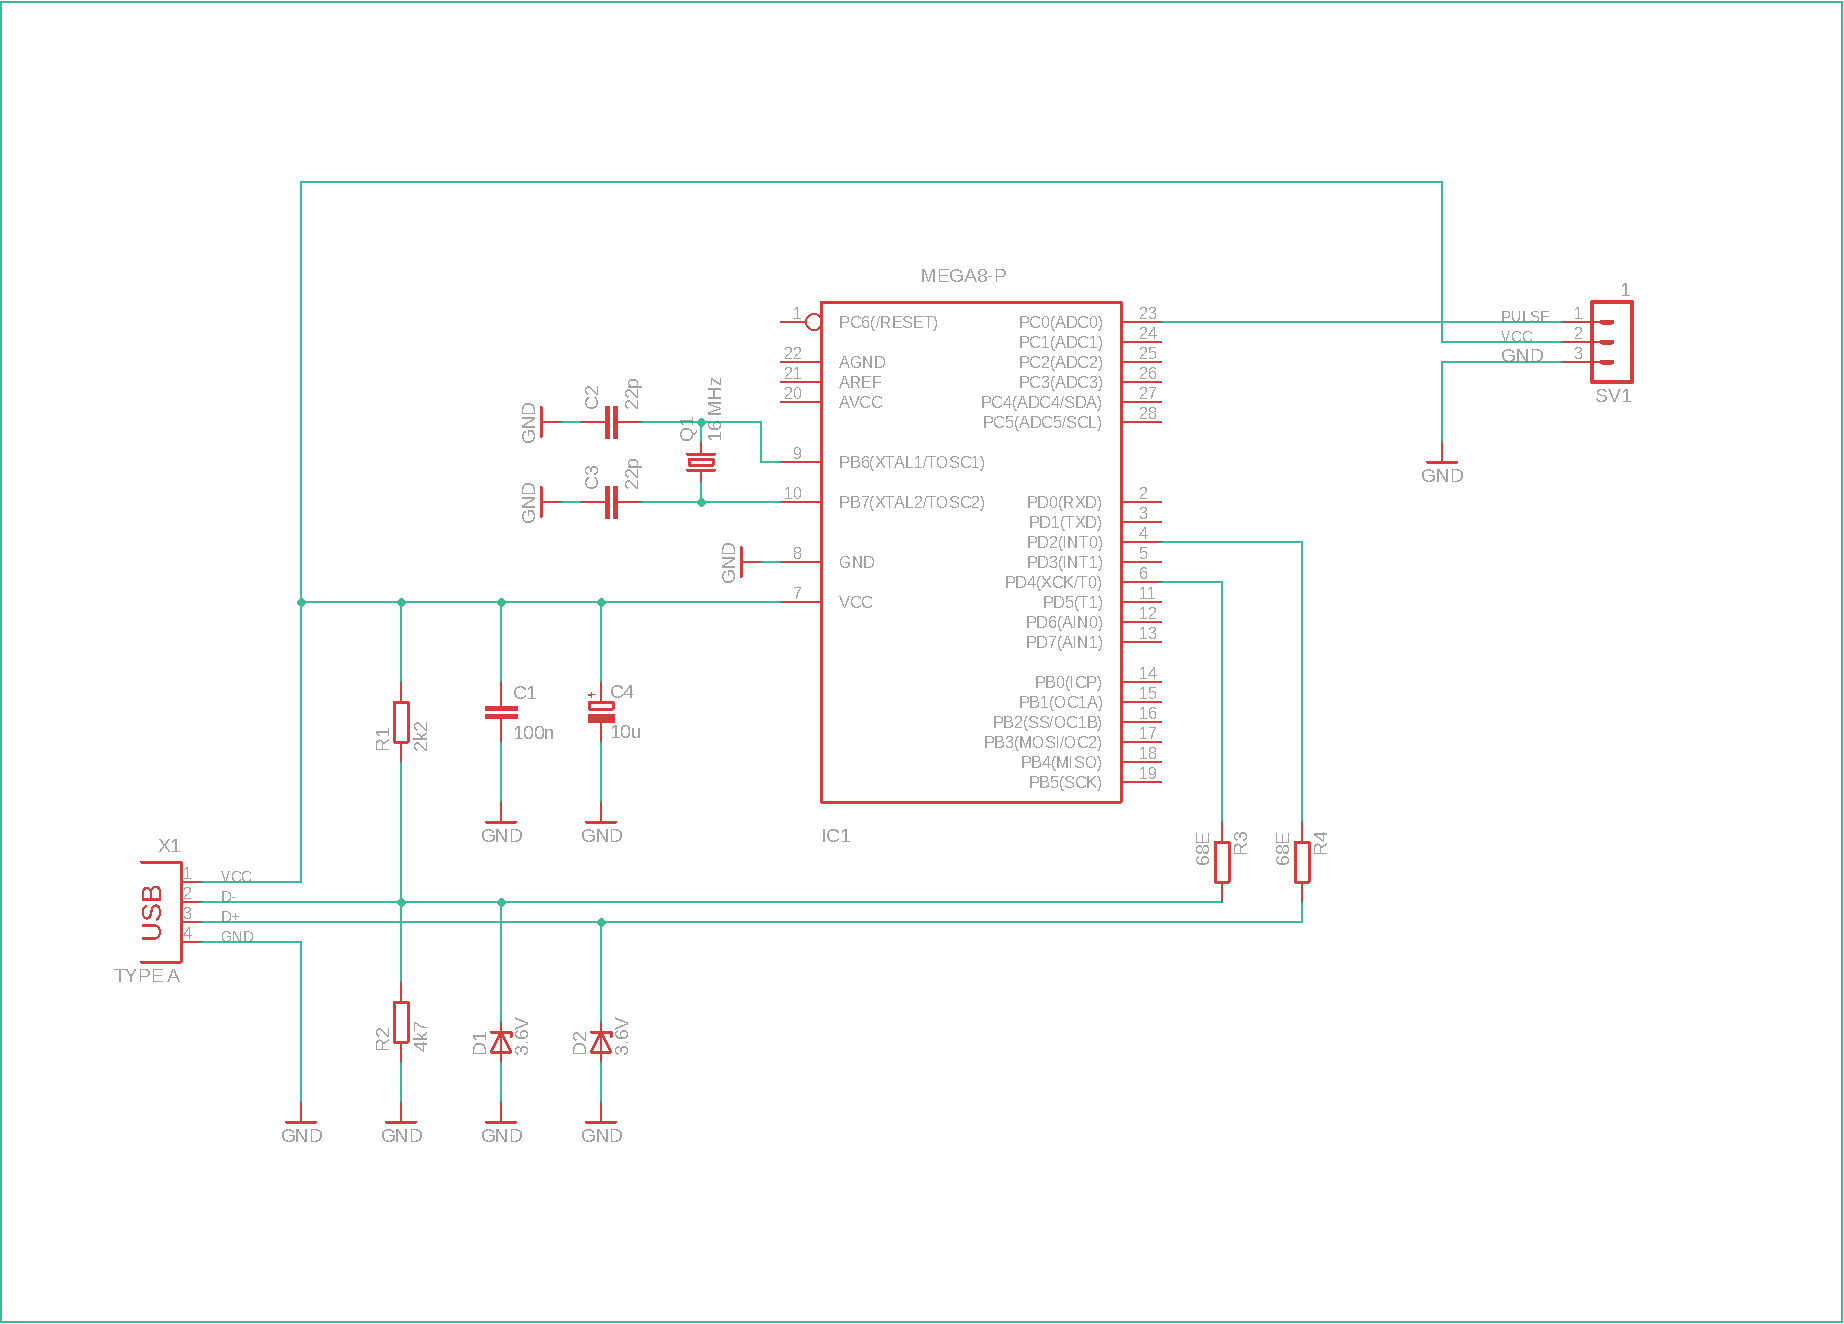 MEGA8-P
1
PC6(/RESET)
22
AGND
21
AREF
20
AVCC
9
PB6(XTAL1/TOSC1)
10
PB7(XTAL2/TOSC2)
8
GND
7
VCC
PC0(ADC0)
23
PC1(ADC1)
24
PC2(ADC2)
25
PC3(ADC3)
26
PC4(ADC4/SDA)
27
PC5(ADC5/SCL)
28
PD0(RXD)
2
PD1(TXD)
3
PD2(INT0)
4
PD3(INT1)
5
PD4(XCK/T0)
6
PD5(T1)
11
PD6(AIN0)
12
PD7(AIN1)
13
PB0(ICP)
14
PB1(OC1A)
15
PB2(SS/OC1B)
16
PB3(MOSI/OC2)
17
PB4(MISO)
18
PB5(SCK)
19
IC1
1
PULSE 1
VCC 2
GND 3
SV1
GND
GND
C2
22p
Q1
16 MHz
GND
C3
22p
GND
R1
2k2
C1
100n
GND
C4
+
10u
GND
68E
R3
68E
R4
X1
USB
1 VCC
2 D-
3 D+
4 GND
TYPE A
R2
4k7
D1
3.6V
D2
3.6V
GND
GND
GND
GND